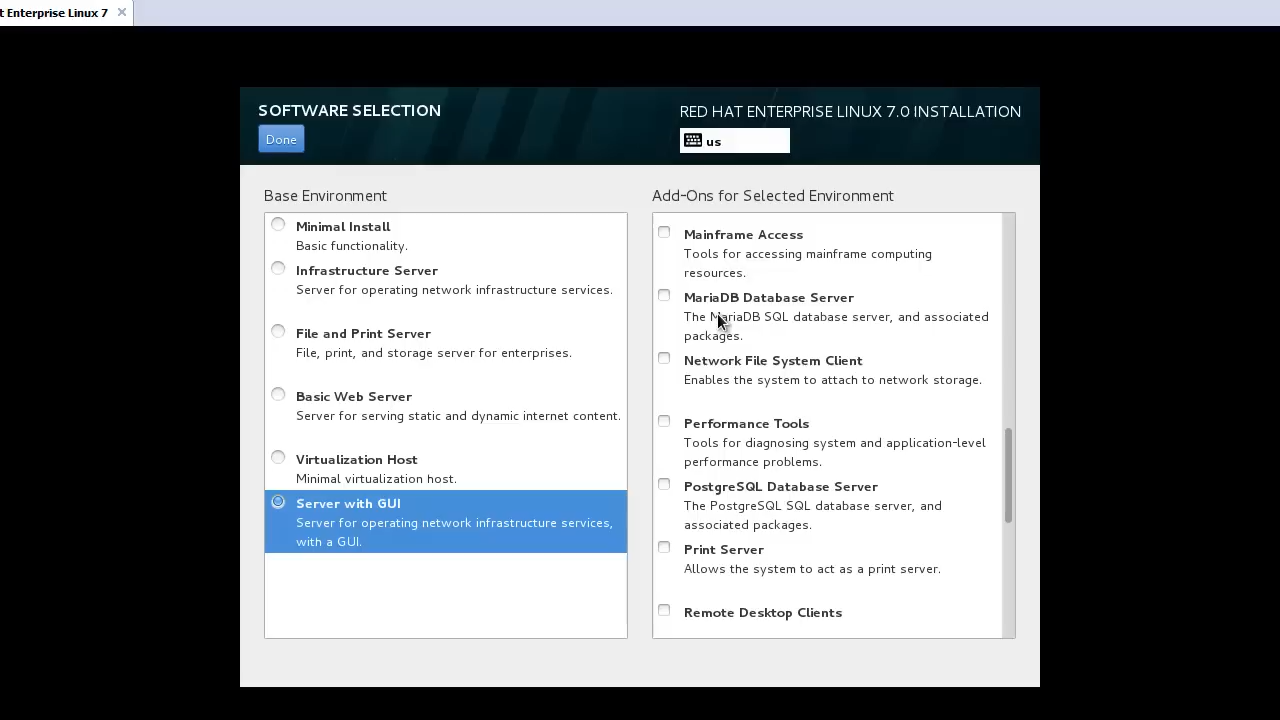 t Enterprise Linux 7
SOFTWARE SELECTION
Done
RED HAT ENTERPRISE LINUX 7.0 INSTALLATION
us
Base Environment
Minimal Install
Basic functionality.
Infrastructure Server
Server for operating network infrastructure services.
File and Print Server
File, print, and storage server for enterprises.
Basic Web Server
Server for serving static and dynamic internet content.
Virtualization Host
Minimal virtualization host.
Server with GUI
Server for operating network infrastructure services,
with a GUI.
Add-Ons for Selected Environment
Mainframe Access
Tools for accessing mainframe computing
resources.
MariaDB Database Server
The MariaDB SQL database server, and associated
packages.
Network File System Client
Enables the system to attach to network storage.
Performance Tools
Tools for diagnosing system and application-level
performance problems.
PostgreSQL Database Server
The PostgreSQL SQL database server, and
associated packages.
Print Server
Allows the system to act as a print server.
Remote Desktop Clients